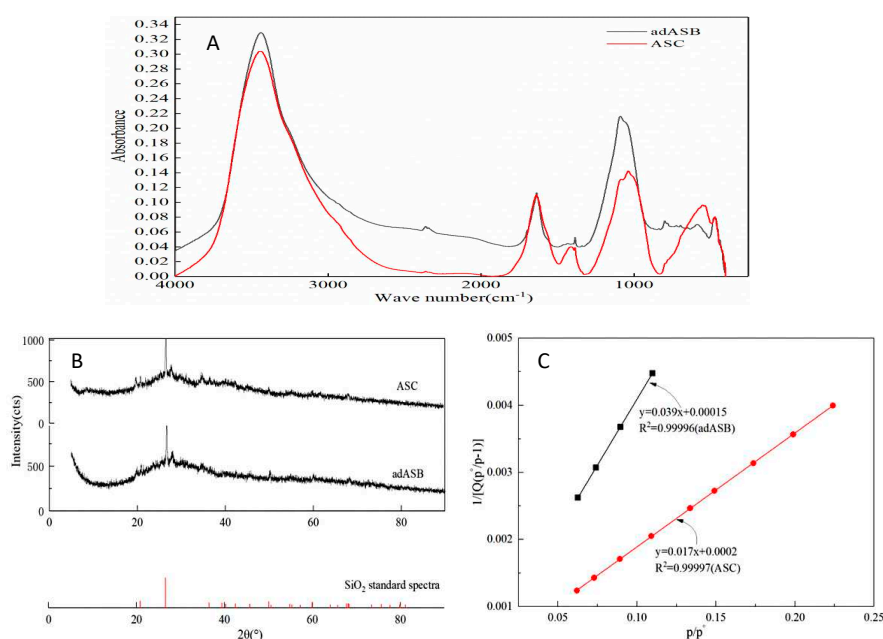 A
adASB
ASC
0.34
0.32
0.30
0.28
0.26
0.24
0.22
0.20
0.18
0.16
0.14
0.12
0.10
0.08
0.06
0.04
0.02
0.00
Absorbance
4000 3000 2000 1000
Wave number(cm-1)
B
1000
500
0
ASC
500
0
adASB
Intensity(cts)
SiO2 standard spectra
0 20 40 60 80
2θ(°)
C
0.005
0.004
0.003
0.002
0.001
1/[Q(p°/p-1)]
y=0.039x+0.00015
R2=0.99996(adASB)
y=0.017x+0.0002
R2=0.99997(ASC)
0.05 0.10 0.15 0.20 0.25
p/p°